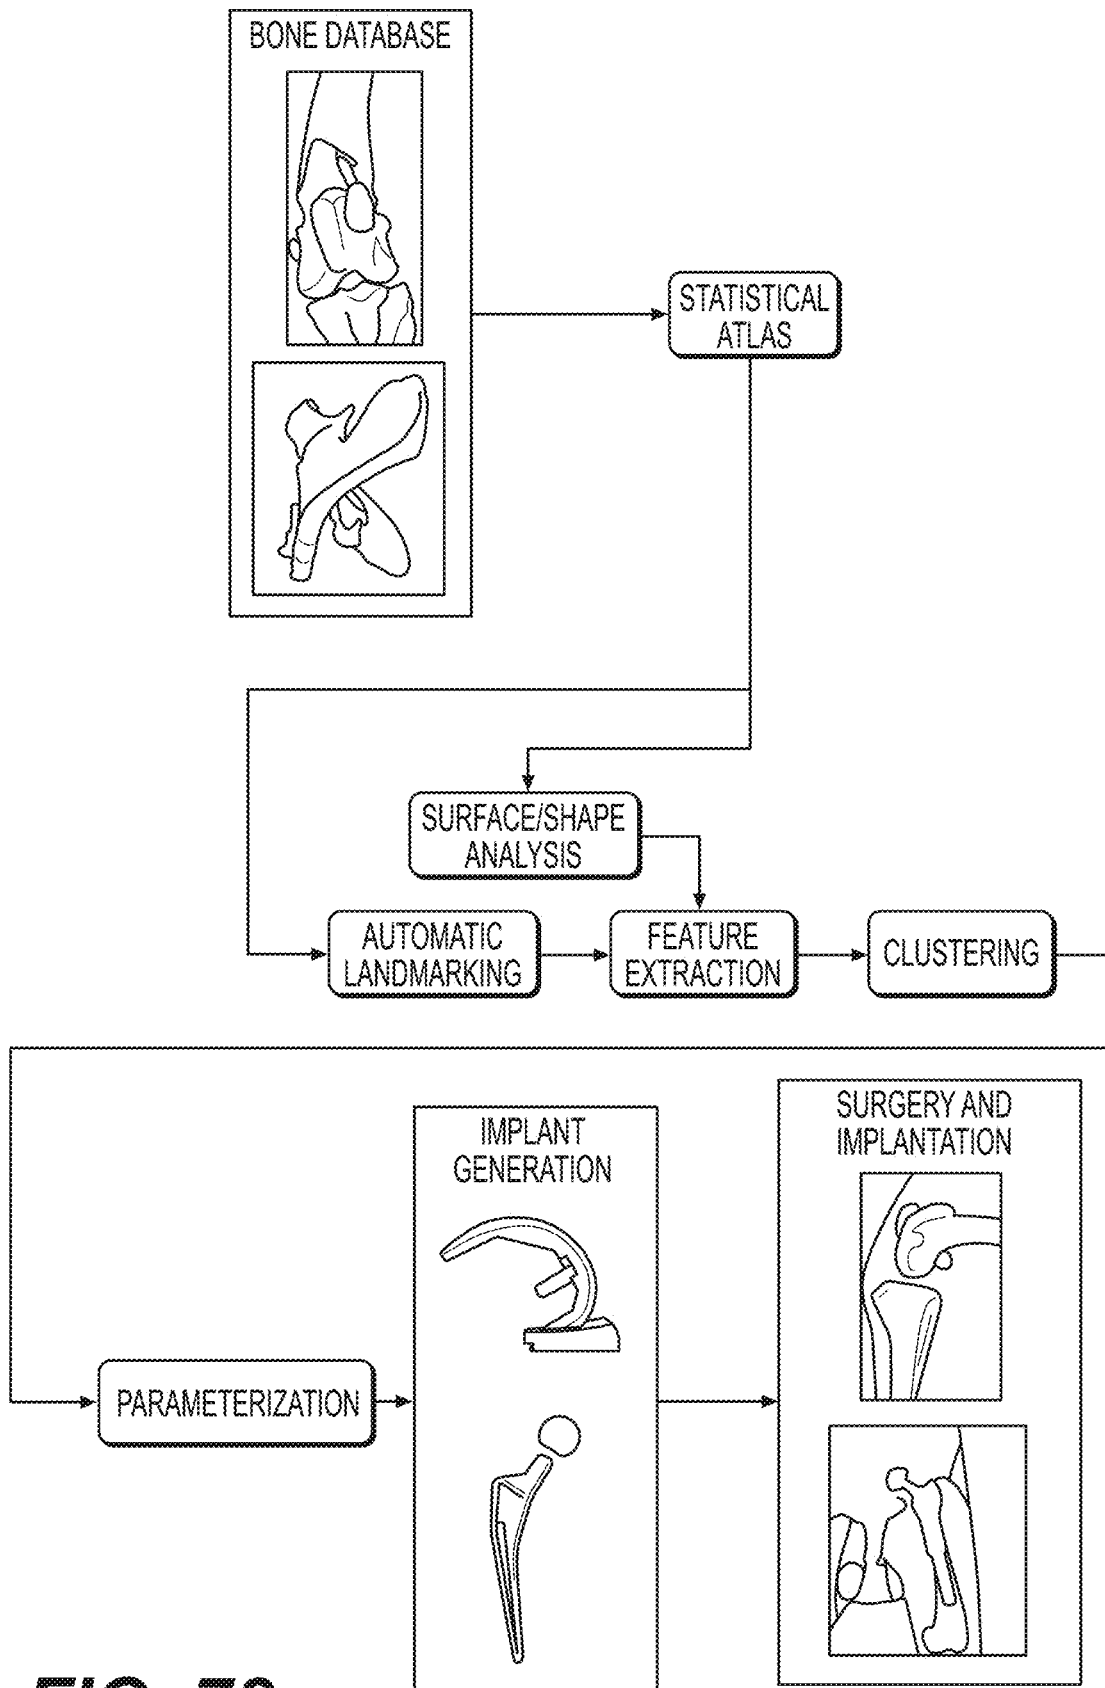 BONE DATABASE
STATISTICAL
ATLAS
SURFACE/SHAPE
ANALYSIS
AUTOMATIC
LANDMARKING
FEATURE
EXTRACTION
CLUSTERING
IMPLANT
GENERATION
SURGERY AND
IMPLANTATION
PARAMETERIZATION